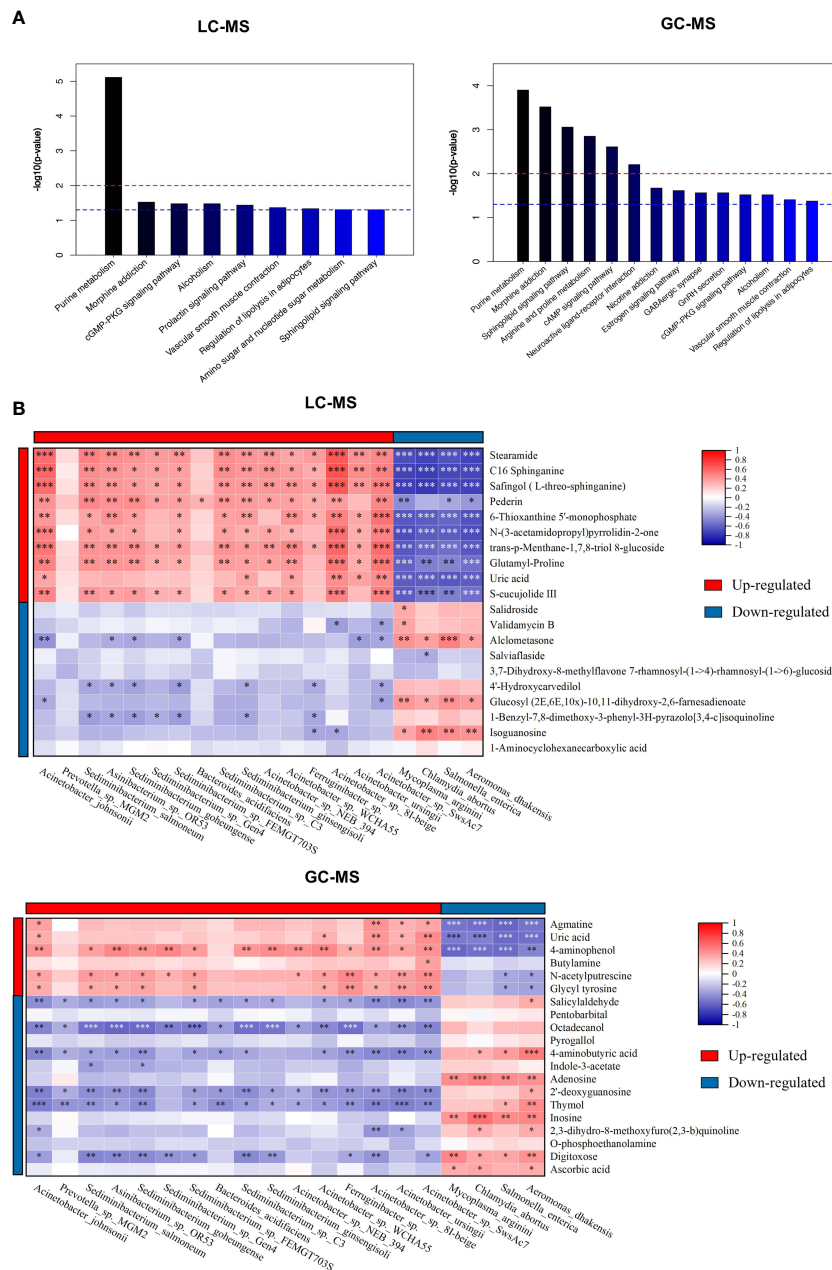 A
LC-MS
GC-MS
-log10(p-value)
5
4
3
2
1
0
Purine metabolism
Morphine addiction
cGMP-PKG signaling pathway
Alcoholism
Prolactin signaling pathway
Vascular smooth muscle contraction
Regulation of lipolysis in adipocytes
Amino sugar and nucleotide sugar metabolism
Sphingolipid signaling pathway
-log10(p-value)
4
3
2
1
0
Purine metabolism
Morphine addiction
Sphingolipid signaling pathway
Arginine and proline metabolism
cAMP signaling pathway
Neuroactive ligand-receptor interaction
Nicotine addiction
Estrogen signaling pathway
GABAergic synapse
GnRH secretion
cGMP-PKG signaling pathway
Alcoholism
Vascular smooth muscle contraction
Regulation of lipolysis in adipocytes
B
LC-MS
Stearamide
C16 Sphinganine
Safingol ( L-threo-sphinganine)
Pederin
6-Thioxanthine 5'-monophosphate
N-(3-acetamidopropyl)pyrrolidin-2-one
trans-p-Menthane-1,7,8-triol 8-glucoside
Glutamyl-Proline
Uric acid
S-cucujolide III
Salidroside
Validamycin B
Alclometasone
Salviaflaside
3,7-Dihydroxy-8-methylflavone 7-rhamnosyl-(1->4)-rhamnosyl-(1->6)-glucosid
4'-Hydroxycarvedilol
Glucosyl (2E,6E,10x)-10,11-dihydroxy-2,6-farnesadienoate
1-Benzyl-7,8-dimethoxy-3-phenyl-3H-pyrazolo[3,4-c]isoquinoline
Isoguanosine
1-Aminocyclohexanecarboxylic acid
1
0.8
0.6
0.4
0.2
0
-0.2
-0.4
-0.6
-0.8
-1
Up-regulated
Down-regulated
Acinetobacter_johnsonii
Prevotella_sp._MGM2
Sediminibacterium_salmoneum
Asinibacterium_sp._OR53
Sediminibacterium_goheungense
Sediminibacterium_sp._Gen4
Sediminibacterium_sp._FEMGT703S
Bacteroides_acidifaciens
Sediminibacterium_sp._C3
Sediminibacterium_ginsengisoli
Acinetobacter_sp._NEB_394
Acinetobacter_sp._WCHA55
Ferruginibacter_sp.
Acinetobacter_sp._8I-beige
Acinetobacter_ursingii
Acinetobacter_sp._SwsAc7
Mycoplasma_arginini
Chlamydia_abortus
Salmonella_enterica
Aeromonas_dhakensis
GC-MS
Agmatine
Uric acid
4-aminophenol
Butylamine
N-acetylputrescine
Glycyl tyrosine
Salicylaldehyde
Pentobarbital
Octadecanol
Pyrogallol
4-aminobutyric acid
Indole-3-acetate
Adenosine
2'-deoxyguanosine
Thymol
Inosine
2,3-dihydro-8-methoxyfuro(2,3-b)quinoline
O-phosphoethanolamine
Digitoxose
Ascorbic acid
1
0.8
0.6
0.4
0.2
0
-0.2
-0.4
-0.6
-0.8
-1
Up-regulated
Down-regulated
Acinetobacter_johnsonii
Prevotella_sp._MGM2
Sediminibacterium_salmoneum
Asinibacterium_sp._OR53
Sediminibacterium_goheungense
Sediminibacterium_sp._Gen4
Sediminibacterium_sp._FEMGT703S
Bacteroides_acidifaciens
Sediminibacterium_sp._C3
Sediminibacterium_ginsengisoli
Acinetobacter_sp._NEB_394
Acinetobacter_sp._WCHA55
Ferruginibacter_sp.
Acinetobacter_sp._8I-beige
Acinetobacter_ursingii
Acinetobacter_sp._SwsAc7
Mycoplasma_arginini
Chlamydia_abortus
Salmonella_enterica
Aeromonas_dhakensis